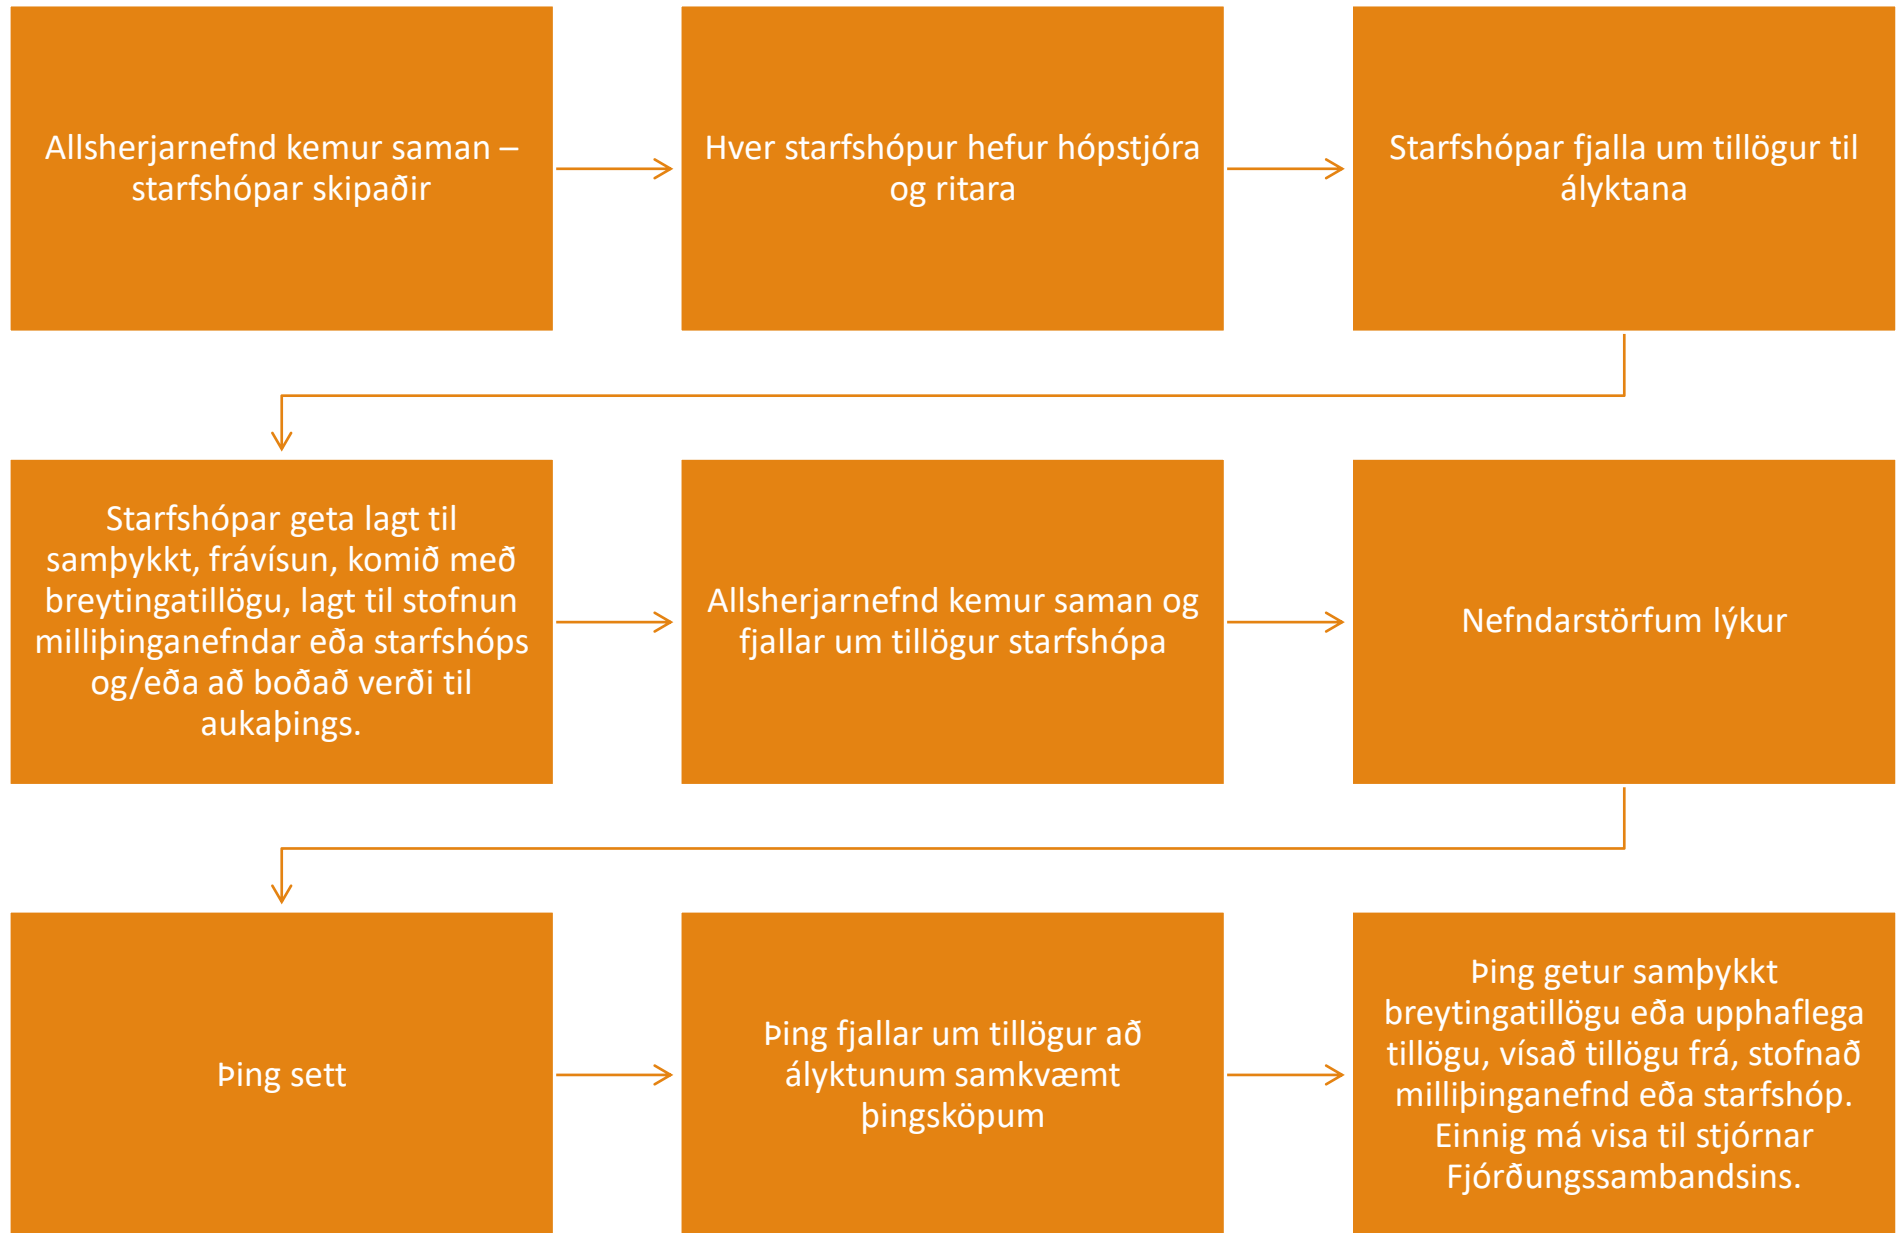 Allsherjarnefnd kemur saman –
starfshópar skipaðir
Hver starfshópur hefur hópstjóra
og ritara
Starfshópar fjalla um tillögur til
ályktana
Starfshópar geta lagt til
samþykkt, frávísun, komið með
breytingatillögu, lagt til stofnun
milliþinganefndar eða starfshóps
og/eða að boðað verði til
aukaþings.
Allsherjarnefnd kemur saman og
fjallar um tillögur starfshópa
Nefndarstörfum lýkur
Þing sett
Þing fjallar um tillögur að
ályktunum samkvæmt
þingsköpum
Þing getur samþykkt
breytingatillögu eða upphaflega
tillögu, vísað tillögu frá, stofnað
milliþinganefnd eða starfshóp.
Einnig má visa til stjórnar
Fjórðungssambandsins.